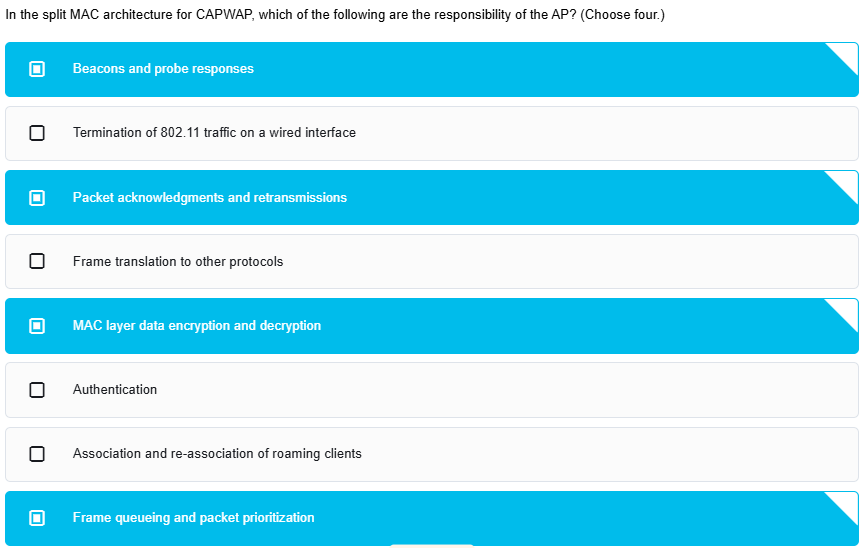 In the split MAC architecture for CAPWAP, which of the following are the responsibility of the AP? (Choose four.)
Beacons and probe responses
Termination of 802.11 traffic on a wired interface
Packet acknowledgments and retransmissions
Frame translation to other protocols
MAC layer data encryption and decryption
Authentication
Association and re-association of roaming clients
Frame queueing and packet prioritization